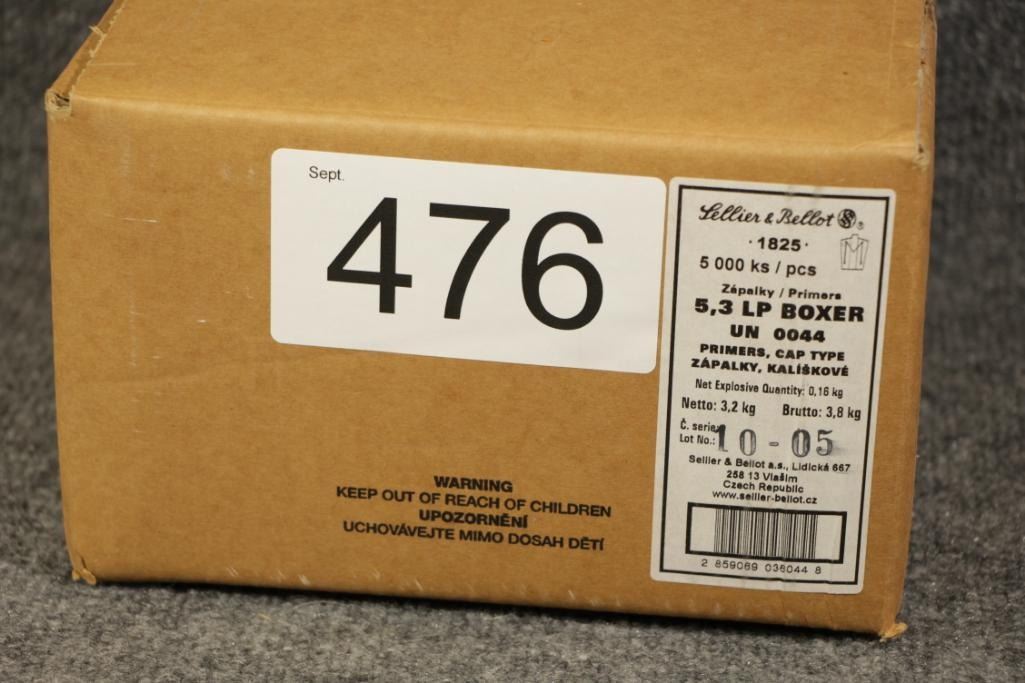 Sept.
476
Sellier & Bellot SB ®
· 1825 ·
5 000 ks / pcs
Zápalky / Primers
5,3 LP BOXER
UN 0044
PRIMERS, CAP TYPE
ZÁPALKY, KALÍŠKOVÉ
Net Explosive Quantity: 0,16 kg
Netto: 3,2 kg Brutto: 3,8 kg
Č. serie:
Lot No.: 10 - 05
Sellier & Bellot a.s., Lidická 667
258 13 Vlašim
Czech Republic
www.sellier-bellot.cz
2 859069 036044 8
WARNING
KEEP OUT OF REACH OF CHILDREN
UPOZORNĚNÍ
UCHOVÁVEJTE MIMO DOSAH DĚTÍ